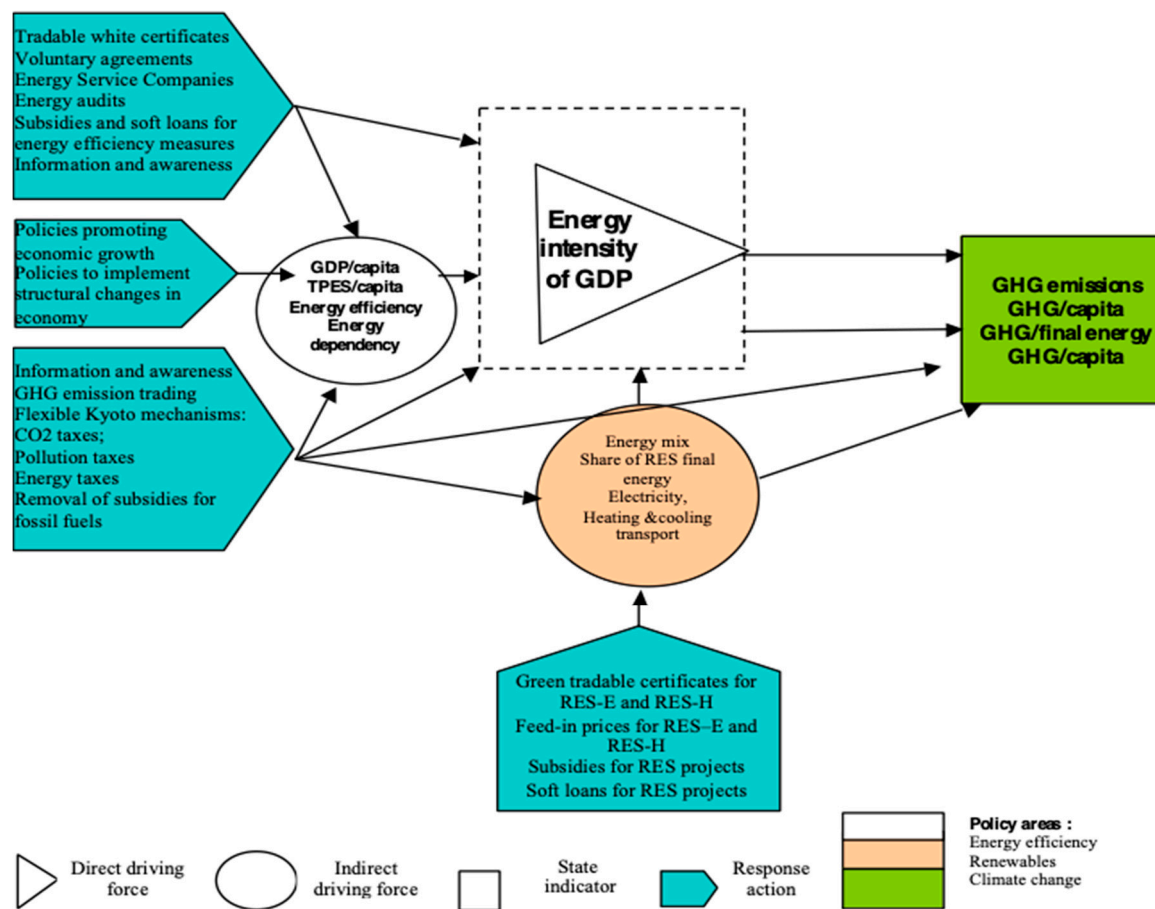 Tradable white certificates
Voluntary agreements
Energy Service Companies
Energy audits
Subsidies and soft loans for
energy efficiency measures
Information and awareness
Policies promoting
economic growth
Policies to implement
structural changes in
economy
Information and awareness
GHG emission trading
Flexible Kyoto mechanisms:
CO2 taxes;
Pollution taxes
Energy taxes
Removal of subsidies for
fossil fuels
GDP/capita
TPES/capita
Energy efficiency
Energy
dependency
Energy
intensity
of GDP
GHG emissions
GHG/capita
GHG/final energy
GHG/capita
Energy mix
Share of RES final
energy
Electricity,
Heating &cooling
transport
Green tradable certificates for
RES-E and RES-H
Feed-in prices for RES–E and
RES-H
Subsidies for RES projects
Soft loans for RES projects
Direct driving
force
Indirect
driving force
State
indicator
Response
action
Policy areas :
Energy efficiency
Renewables
Climate change